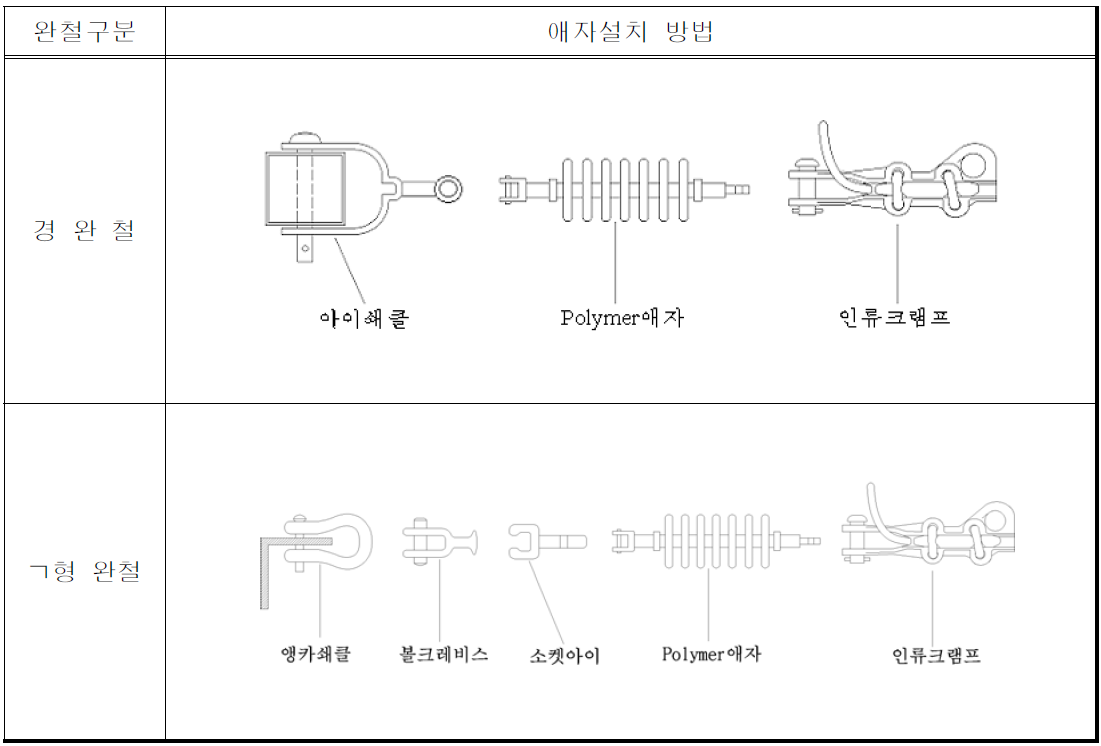 완철구분
애자설치 방법
경 완 철
아이쇄클
Polymer애자
인류크램프
ㄱ형 완철
앵카쇄클
볼크레비스
소켓아이
Polymer애자
인류크램프